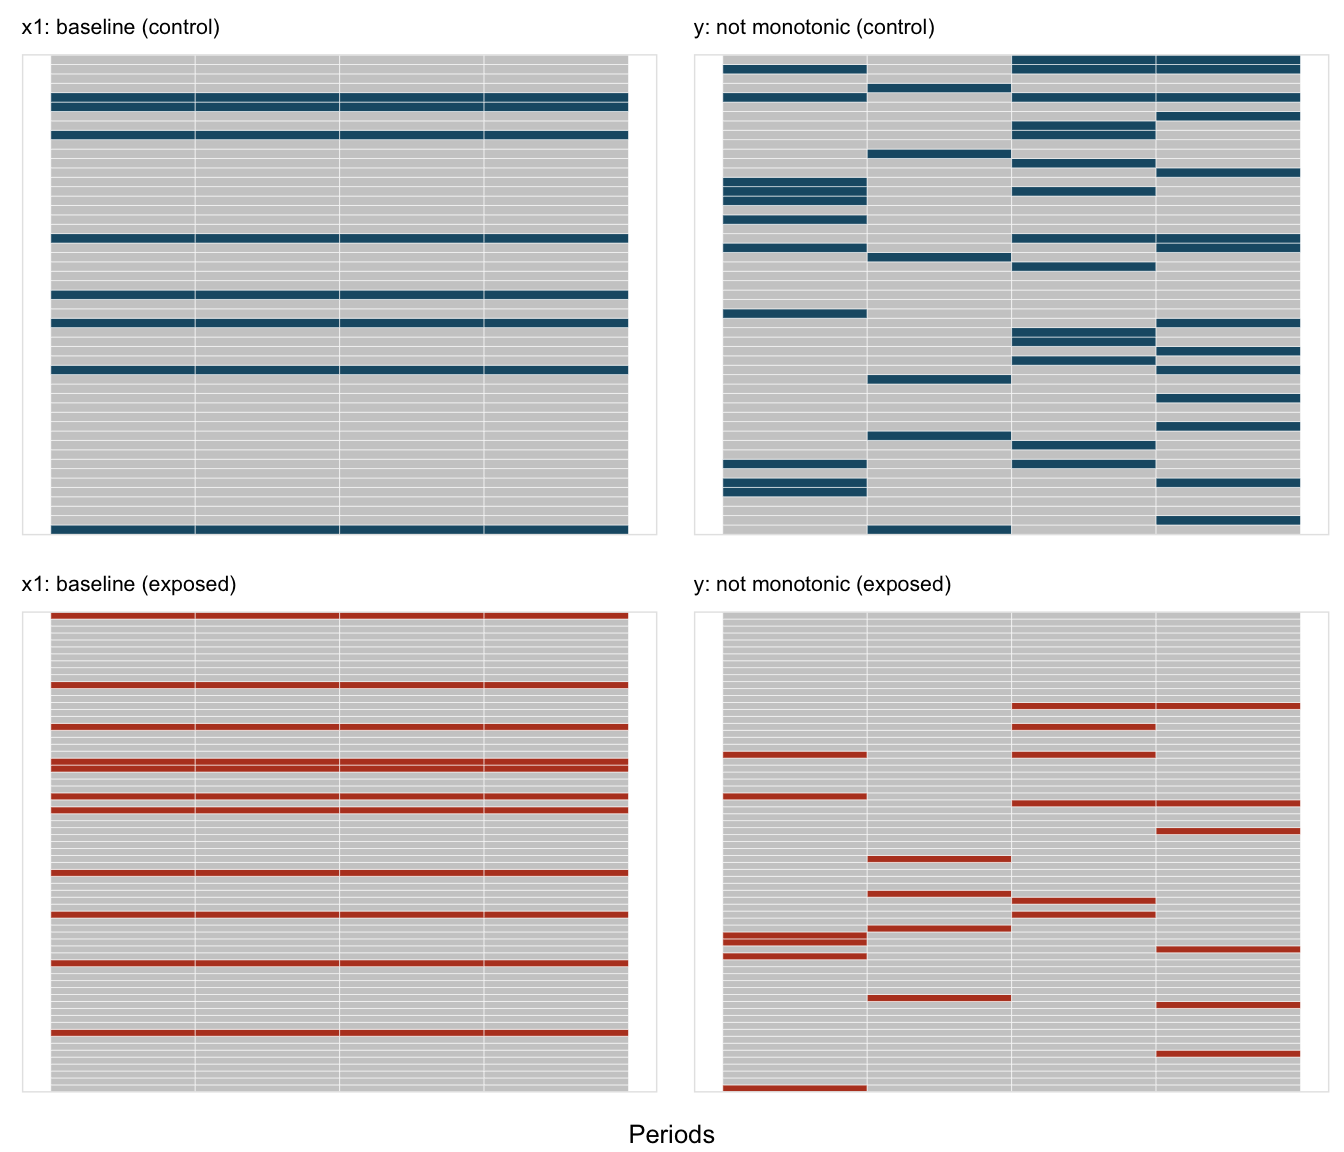 x1: baseline (control)
y: not monotonic (control)
x1: baseline (exposed)
y: not monotonic (exposed)
Periods